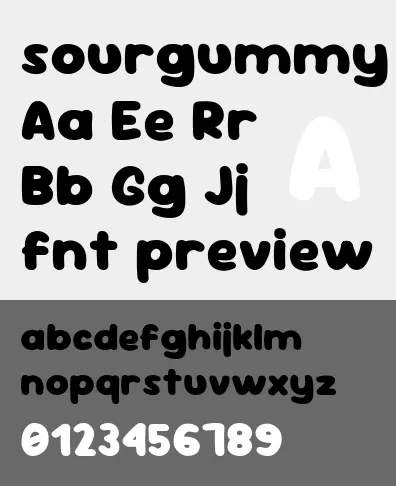 sourgummy
Aa Ee Rr
A
Bb Gg Jj
fnt preview
abcdefghijklm
nopqrstuvwxyz
0123456789